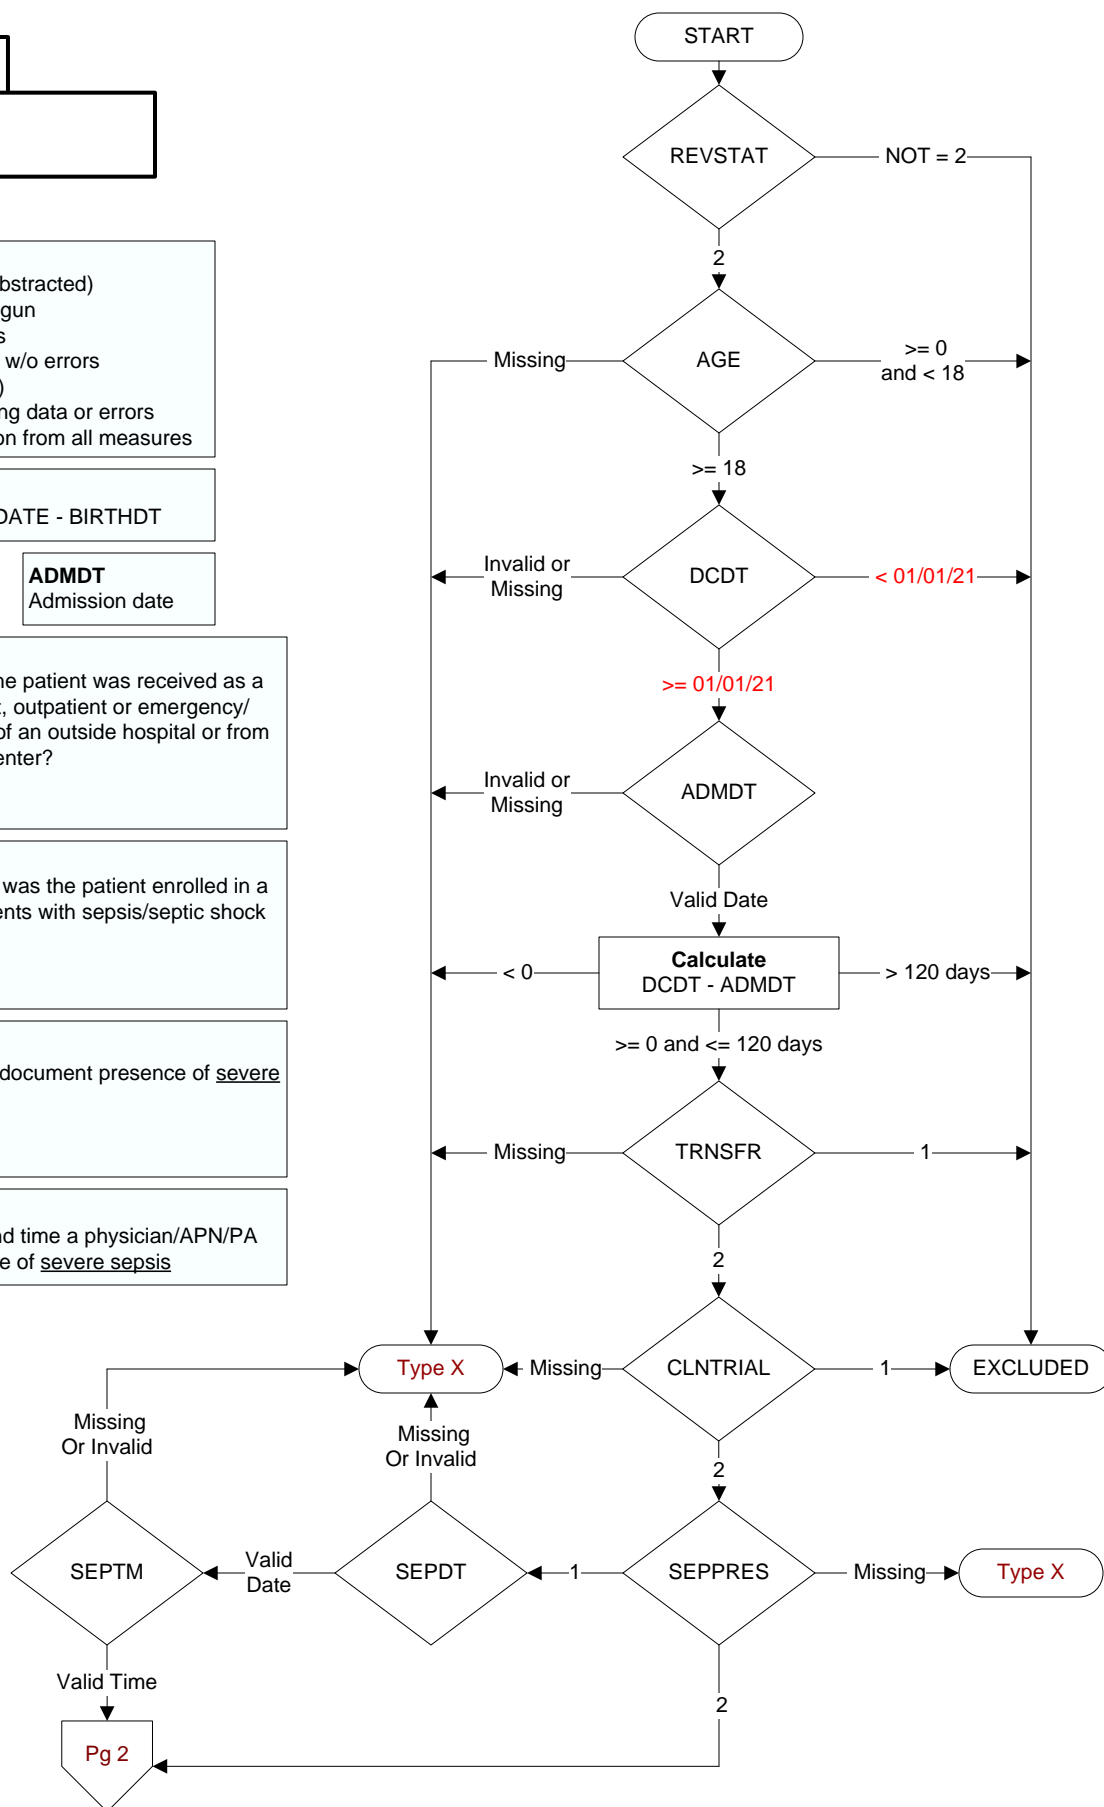 START
REVSTAT
NOT = 2
2
AGE
Missing
>= 0
and < 18
>= 18
DCDT
Invalid or
Missing
< 01/01/21
>= 01/01/21
ADMDT
Invalid or
Missing
Valid Date
Calculate
DCDT - ADMDT
< 0
> 120 days
>= 0 and <= 120 days
TRNSFR
Missing
1
2
CLNTRIAL
Missing
Type X
1
EXCLUDED
2
SEPPRES
Missing
Type X
1
SEPDT
Missing
Or Invalid
Valid
Date
SEPTM
Missing
Or Invalid
Valid Time
2
Pg 2
bstracted)
gun
s
w/o errors
)
ng data or errors
on from all measures
DATE - BIRTHDT
ADMDT
Admission date
he patient was received as a
t, outpatient or emergency/
of an outside hospital or from
enter?
was the patient enrolled in a
ents with sepsis/septic shock
document presence of severe
nd time a physician/APN/PA
e of severe sepsis